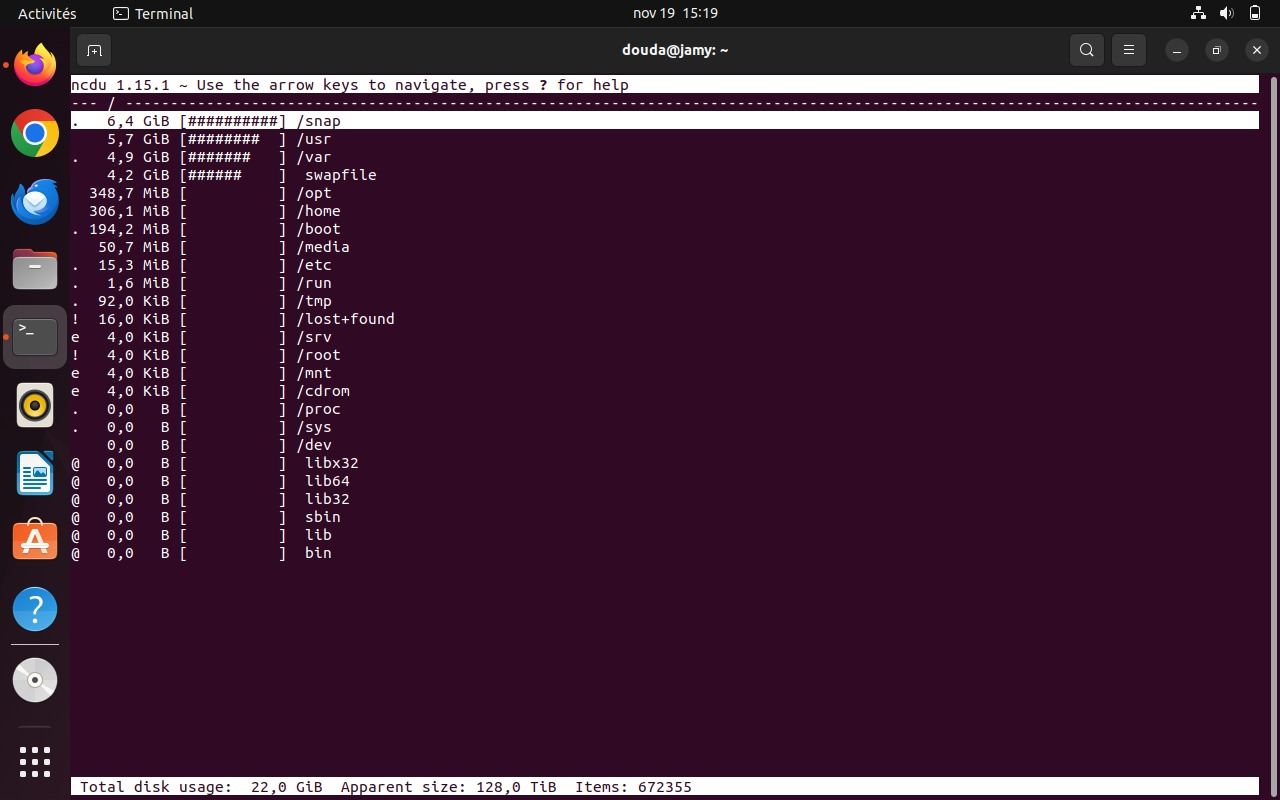 Activités Terminal nov 19 15:19
douda@jamy: ~
ncdu 1.15.1 ~ Use the arrow keys to navigate, press ? for help
--- / ------------------------------------------------------------------------------------------------------------------------------
.   6,4 GiB [##########] /snap
    5,7 GiB [########  ] /usr
.   4,9 GiB [#######   ] /var
    4,2 GiB [######    ]  swapfile
  348,7 MiB [          ] /opt
  306,1 MiB [          ] /home
. 194,2 MiB [          ] /boot
   50,7 MiB [          ] /media
.  15,3 MiB [          ] /etc
.   1,6 MiB [          ] /run
.  92,0 KiB [          ] /tmp
!  16,0 KiB [          ] /lost+found
e   4,0 KiB [          ] /srv
!   4,0 KiB [          ] /root
e   4,0 KiB [          ] /mnt
e   4,0 KiB [          ] /cdrom
.   0,0   B [          ] /proc
.   0,0   B [          ] /sys
    0,0   B [          ] /dev
@   0,0   B [          ]  libx32
@   0,0   B [          ]  lib64
@   0,0   B [          ]  lib32
@   0,0   B [          ]  sbin
@   0,0   B [          ]  lib
@   0,0   B [          ]  bin
Total disk usage:  22,0 GiB  Apparent size: 128,0 TiB  Items: 672355